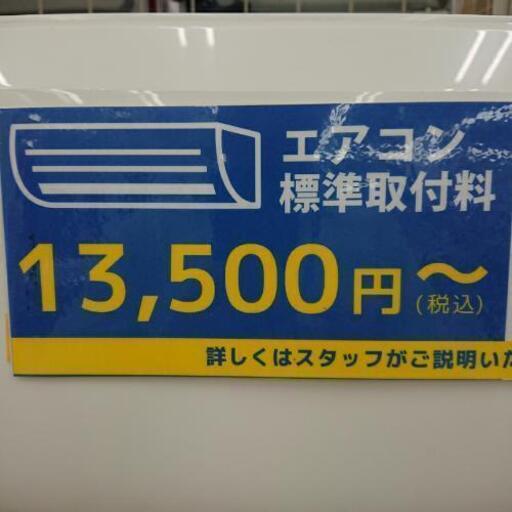 エアコン
標準取付料
13,500円～
(税込)
詳しくはスタッフがご説明いた